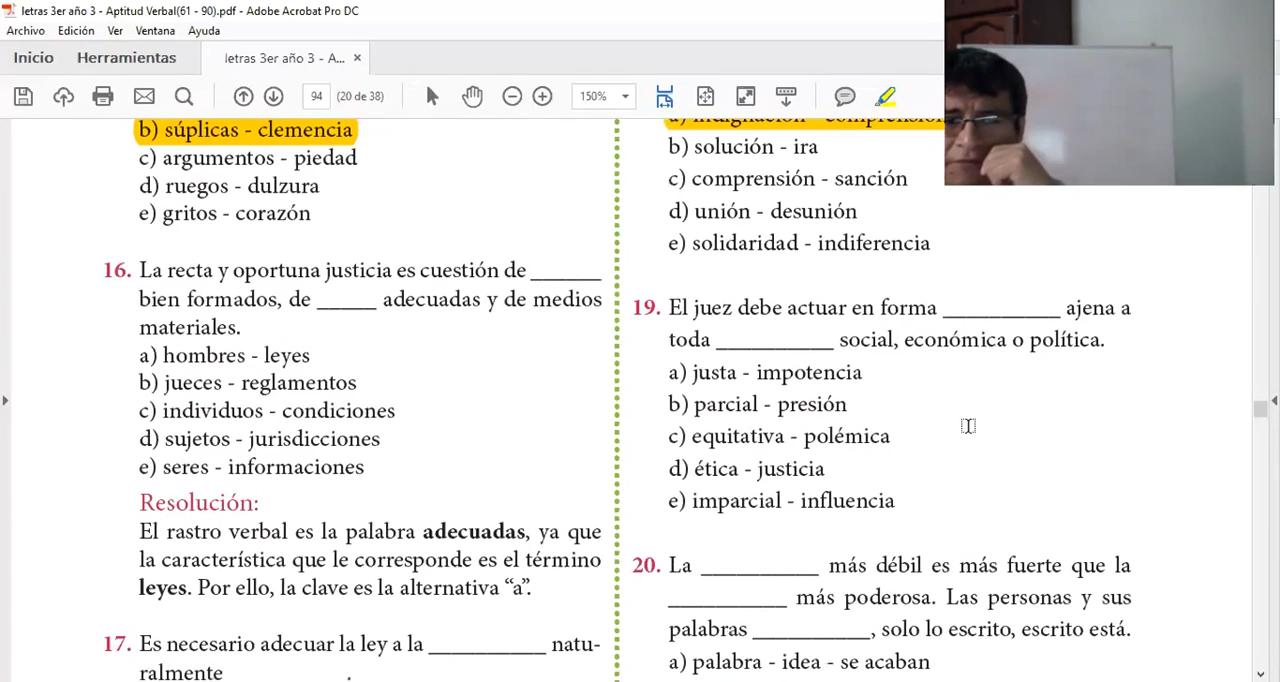 letras 3er año 3 - Aptitud Verbal(61 - 90).pdf - Adobe Acrobat Pro DC
Archivo Edición Ver Ventana Ayuda
Inicio Herramientas letras 3er año 3 - A... ×
94 (20 de 38) 150%
b) súplicas - clemencia
c) argumentos - piedad
d) ruegos - dulzura
e) gritos - corazón
16. La recta y oportuna justicia es cuestión de ______
bien formados, de _____ adecuadas y de medios
materiales.
a) hombres - leyes
b) jueces - reglamentos
c) individuos - condiciones
d) sujetos - jurisdicciones
e) seres - informaciones
Resolución:
El rastro verbal es la palabra adecuadas, ya que
la característica que le corresponde es el término
leyes. Por ello, la clave es la alternativa “a”.
17. Es necesario adecuar la ley a la __________ natu-
ralmente __________.
a) indignación - comprensión
b) solución - ira
c) comprensión - sanción
d) unión - desunión
e) solidaridad - indiferencia
19. El juez debe actuar en forma __________ ajena a
toda __________ social, económica o política.
a) justa - impotencia
b) parcial - presión
c) equitativa - polémica
d) ética - justicia
e) imparcial - influencia
20. La __________ más débil es más fuerte que la
__________ más poderosa. Las personas y sus
palabras __________, solo lo escrito, escrito está.
a) palabra - idea - se acaban